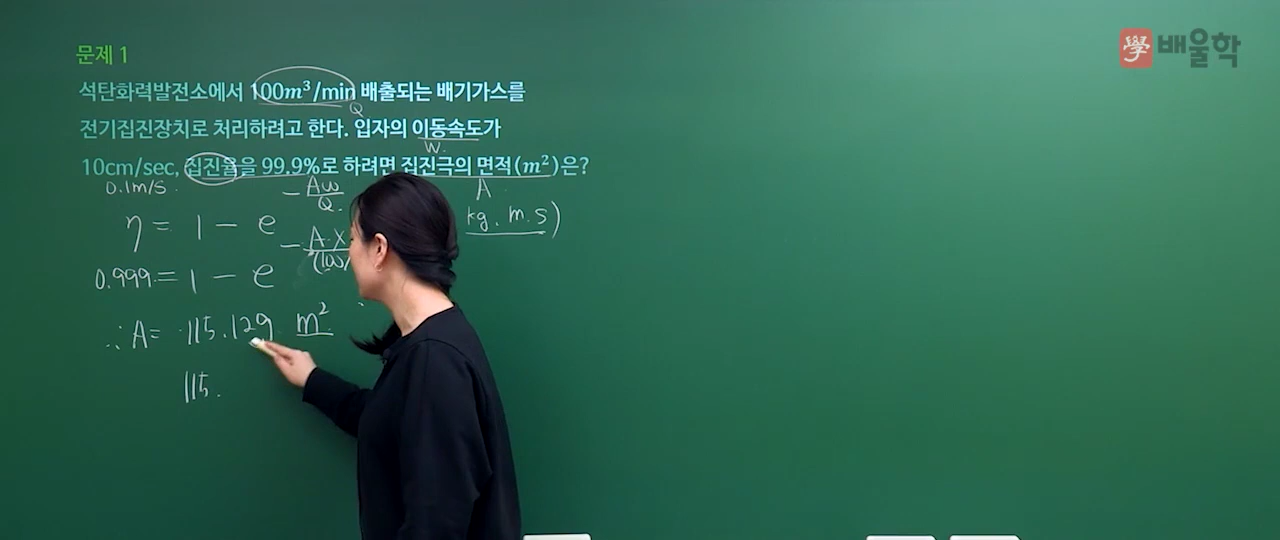 學 배울학
문제 1
석탄화력발전소에서 100m³/min 배출되는 배기가스를
Q
전기집진장치로 처리하려고 한다. 입자의 이동속도가
W.
10cm/sec, 집진율을 99.9%로 하려면 집진극의 면적(m²)은?
0.1m/s.
A
η = 1 - e^(-Aω/Q)
kg. m. s)
0.999 = 1 - e
∴ A = 115.129 m²
115.